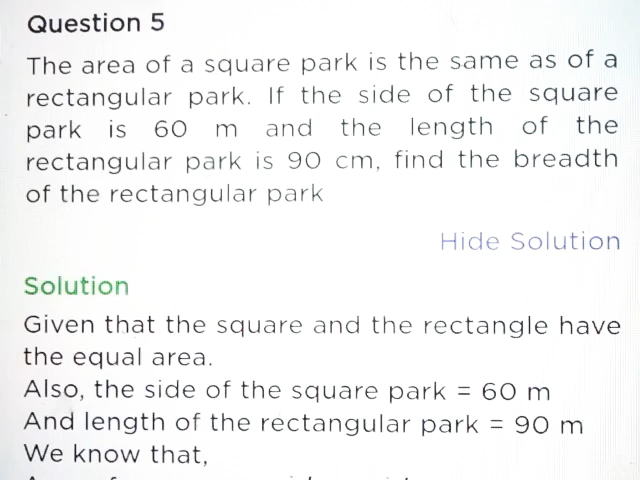 Question 5
The area of a square park is the same as of a
rectangular park. If the side of the square
park is 60 m and the length of the
rectangular park is 90 cm, find the breadth
of the rectangular park
Hide Solution
Solution
Given that the square and the rectangle have
the equal area.
Also, the side of the square park = 60 m
And length of the rectangular park = 90 m
We know that,